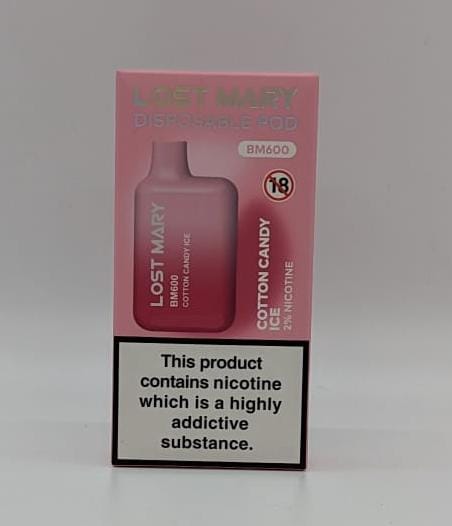 LOST MARY
DISPOSABLE POD
BM600
18
LOST MARY
BM600
COTTON CANDY ICE
COTTON CANDY
ICE
2% NICOTINE
This product
contains nicotine
which is a highly
addictive
substance.